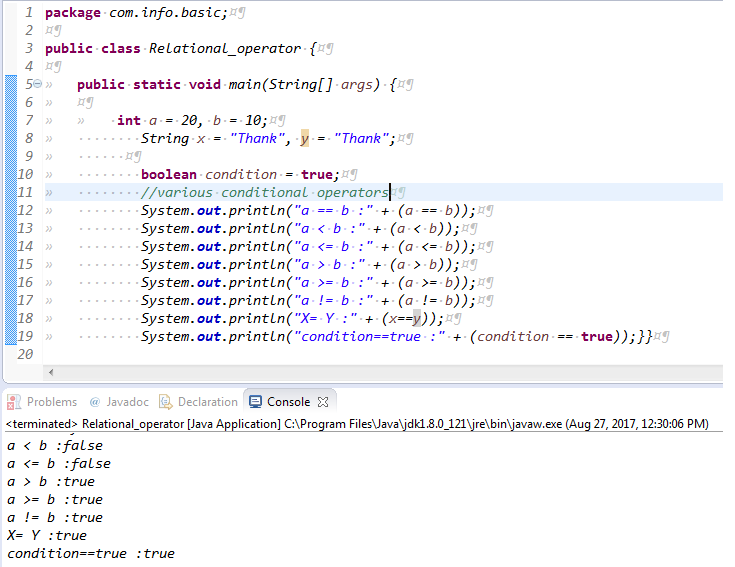 1 package com.info.basic;
2
3 public class Relational_operator {
4
5 public static void main(String[] args) {
6
7 int a = 20, b = 10;
8 String x = "Thank", y = "Thank";
9
10 boolean condition = true;
11 //various conditional operators
12 System.out.println("a == b :" + (a == b));
13 System.out.println("a < b :" + (a < b));
14 System.out.println("a <= b :" + (a <= b));
15 System.out.println("a > b :" + (a > b));
16 System.out.println("a >= b :" + (a >= b));
17 System.out.println("a != b :" + (a != b));
18 System.out.println("X= Y :" + (x==y));
19 System.out.println("condition==true :" + (condition == true));}}
20
Problems @ Javadoc Declaration Console
<terminated> Relational_operator [Java Application] C:\Program Files\Java\jdk1.8.0_121\jre\bin\javaw.exe (Aug 27, 2017, 12:30:06 PM)
a < b :false
a <= b :false
a > b :true
a >= b :true
a != b :true
X= Y :true
condition==true :true